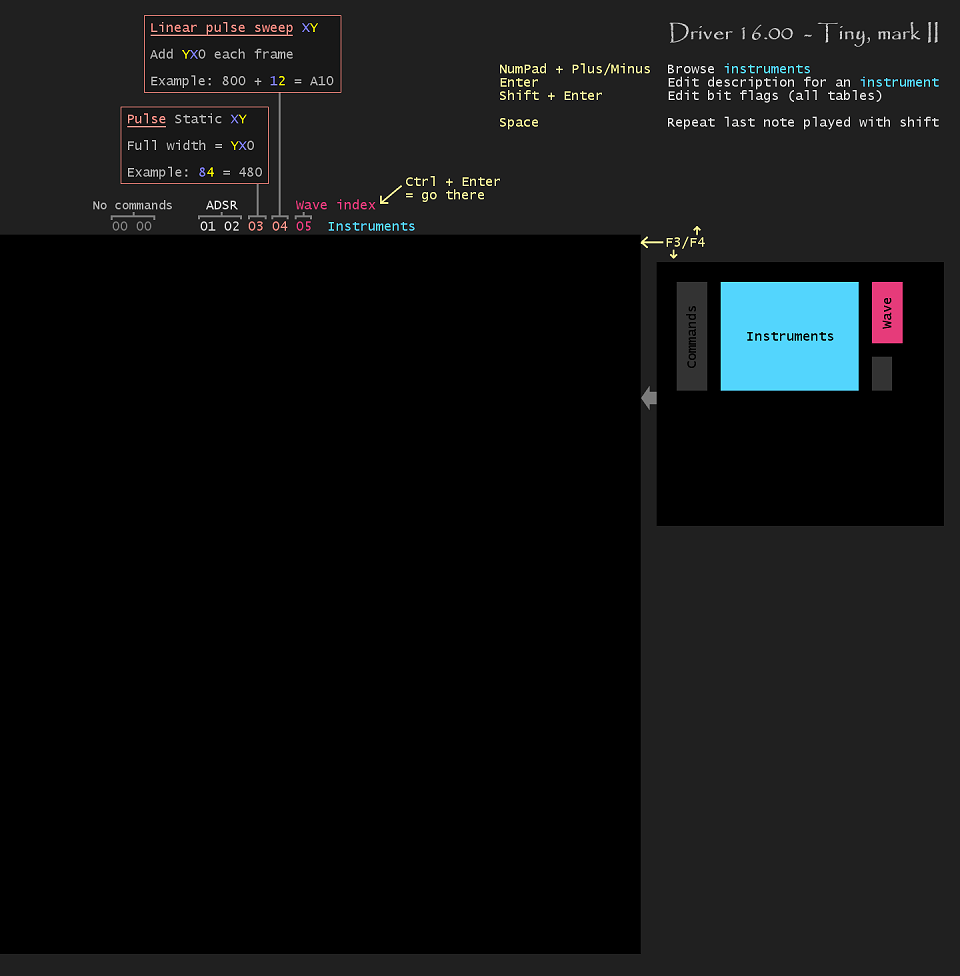 Linear pulse sweep XY
Add YX0 each frame
Example: 800 + 12 = A10
Driver 16.00 - Tiny, mark II
NumPad + Plus/Minus Browse instruments
Enter Edit description for an instrument
Shift + Enter Edit bit flags (all tables)
Space Repeat last note played with shift
Pulse Static XY
Full width = YX0
Example: 84 = 480
Ctrl + Enter
= go there
No commands ADSR Wave index
00 00 01 02 03 04 05 Instruments
F3/F4
Commands
Instruments
Wave